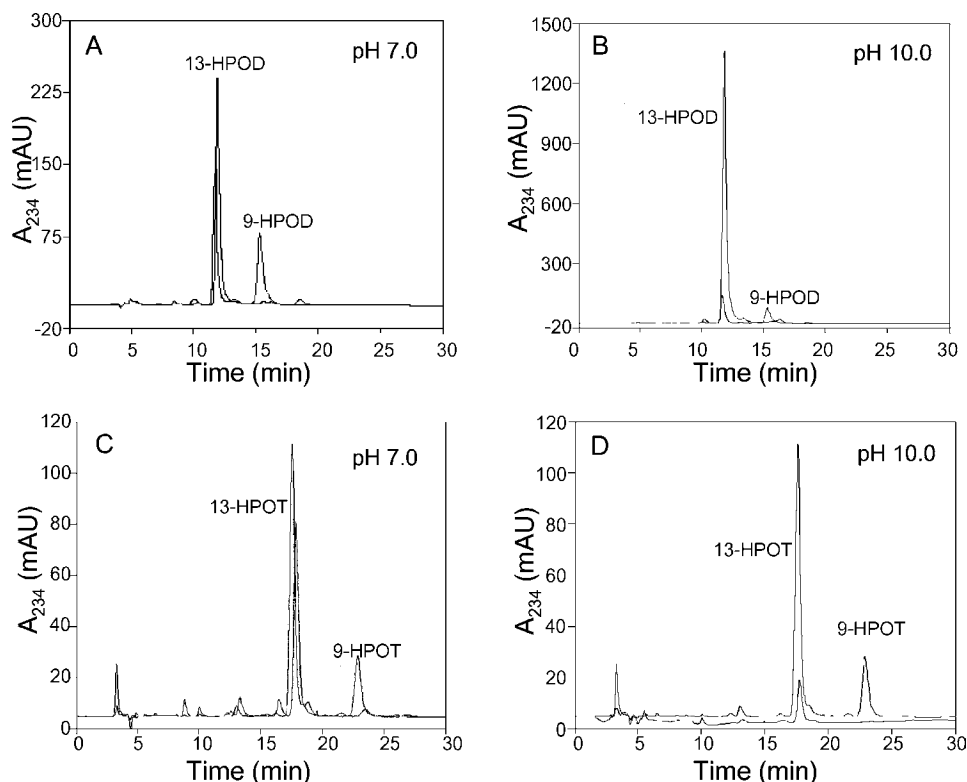 A
pH 7.0
13-HPOD
9-HPOD
A234 (mAU)
300
225
150
75
-20
0 5 10 15 20 25 30
Time (min)
B
pH 10.0
13-HPOD
9-HPOD
A234 (mAU)
1500
1200
900
600
300
-20
0 5 10 15 20 25 30
Time (min)
C
pH 7.0
13-HPOT
9-HPOT
A234 (mAU)
120
100
80
60
40
20
0
0 5 10 15 20 25 30
Time (min)
D
pH 10.0
13-HPOT
9-HPOT
A234 (mAU)
120
100
80
60
40
20
0
0 5 10 15 20 25 30
Time (min)